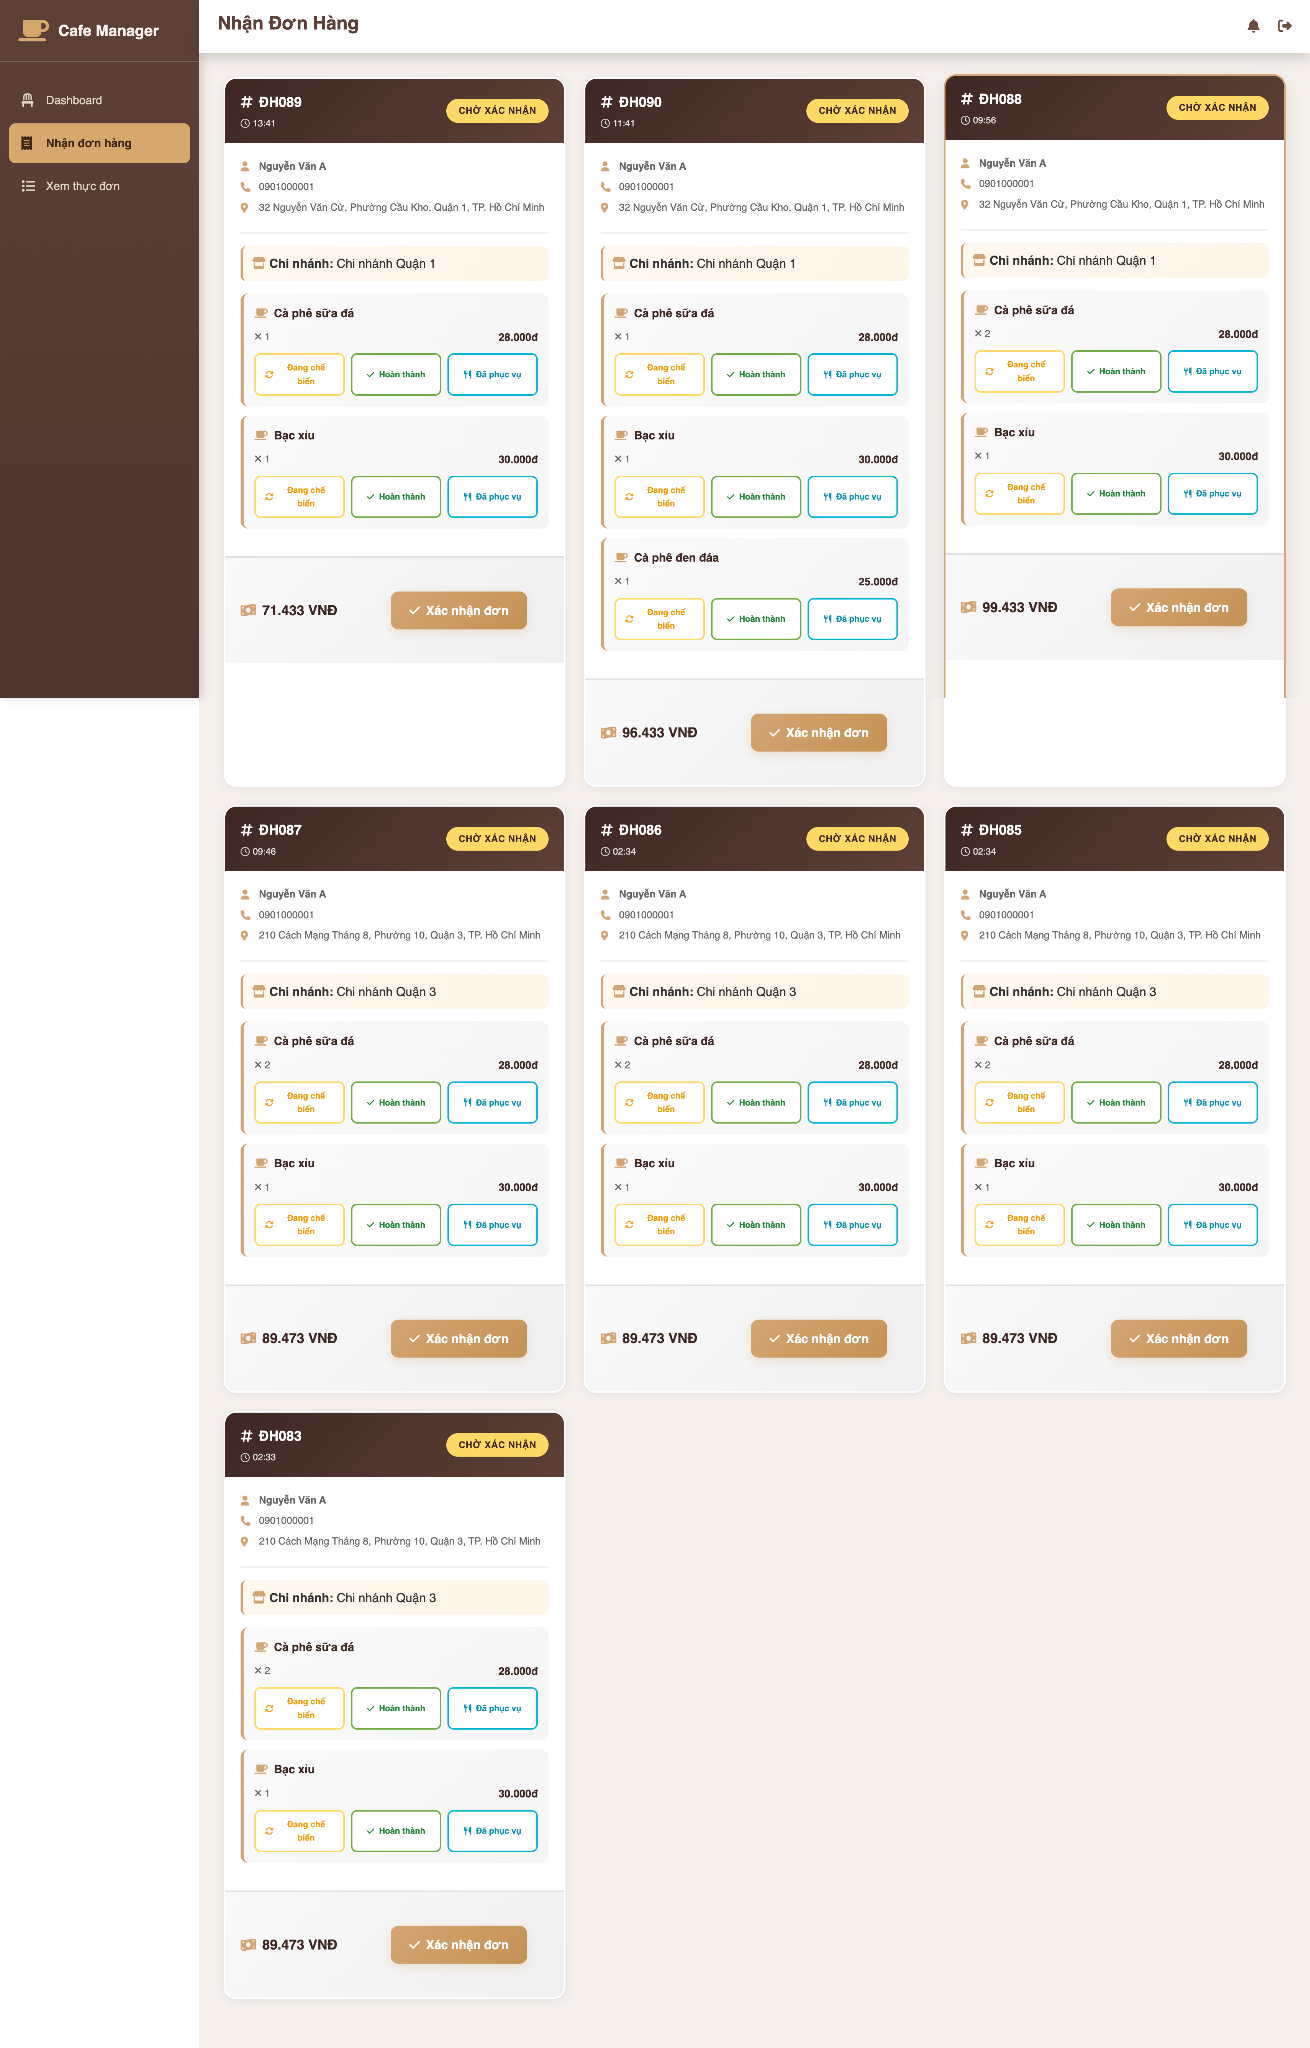 Cafe Manager
Dashboard
Nhận đơn hàng
Xem thực đơn
Nhận Đơn Hàng
# ĐH089
13:41
CHỜ XÁC NHẬN
Nguyễn Văn A
0901000001
32 Nguyễn Văn Cừ, Phường Cầu Kho, Quận 1, TP. Hồ Chí Minh
Chi nhánh: Chi nhánh Quận 1
Cà phê sữa đá
× 1
28.000đ
Đang chế
biến
Hoàn thành
Đã phục vụ
Bạc xỉu
× 1
30.000đ
Đang chế
biến
Hoàn thành
Đã phục vụ
71.433 VNĐ
Xác nhận đơn
# ĐH090
11:41
CHỜ XÁC NHẬN
Nguyễn Văn A
0901000001
32 Nguyễn Văn Cừ, Phường Cầu Kho, Quận 1, TP. Hồ Chí Minh
Chi nhánh: Chi nhánh Quận 1
Cà phê sữa đá
× 1
28.000đ
Đang chế
biến
Hoàn thành
Đã phục vụ
Bạc xỉu
× 1
30.000đ
Đang chế
biến
Hoàn thành
Đã phục vụ
Cà phê đen đáa
× 1
25.000đ
Đang chế
biến
Hoàn thành
Đã phục vụ
96.433 VNĐ
Xác nhận đơn
# ĐH088
09:56
CHỜ XÁC NHẬN
Nguyễn Văn A
0901000001
32 Nguyễn Văn Cừ, Phường Cầu Kho, Quận 1, TP. Hồ Chí Minh
Chi nhánh: Chi nhánh Quận 1
Cà phê sữa đá
× 2
28.000đ
Đang chế
biến
Hoàn thành
Đã phục vụ
Bạc xỉu
× 1
30.000đ
Đang chế
biến
Hoàn thành
Đã phục vụ
99.433 VNĐ
Xác nhận đơn
# ĐH087
09:46
CHỜ XÁC NHẬN
Nguyễn Văn A
0901000001
210 Cách Mạng Tháng 8, Phường 10, Quận 3, TP. Hồ Chí Minh
Chi nhánh: Chi nhánh Quận 3
Cà phê sữa đá
× 2
28.000đ
Đang chế
biến
Hoàn thành
Đã phục vụ
Bạc xỉu
× 1
30.000đ
Đang chế
biến
Hoàn thành
Đã phục vụ
89.473 VNĐ
Xác nhận đơn
# ĐH086
02:34
CHỜ XÁC NHẬN
Nguyễn Văn A
0901000001
210 Cách Mạng Tháng 8, Phường 10, Quận 3, TP. Hồ Chí Minh
Chi nhánh: Chi nhánh Quận 3
Cà phê sữa đá
× 2
28.000đ
Đang chế
biến
Hoàn thành
Đã phục vụ
Bạc xỉu
× 1
30.000đ
Đang chế
biến
Hoàn thành
Đã phục vụ
89.473 VNĐ
Xác nhận đơn
# ĐH085
02:34
CHỜ XÁC NHẬN
Nguyễn Văn A
0901000001
210 Cách Mạng Tháng 8, Phường 10, Quận 3, TP. Hồ Chí Minh
Chi nhánh: Chi nhánh Quận 3
Cà phê sữa đá
× 2
28.000đ
Đang chế
biến
Hoàn thành
Đã phục vụ
Bạc xỉu
× 1
30.000đ
Đang chế
biến
Hoàn thành
Đã phục vụ
89.473 VNĐ
Xác nhận đơn
# ĐH083
02:33
CHỜ XÁC NHẬN
Nguyễn Văn A
0901000001
210 Cách Mạng Tháng 8, Phường 10, Quận 3, TP. Hồ Chí Minh
Chi nhánh: Chi nhánh Quận 3
Cà phê sữa đá
× 2
28.000đ
Đang chế
biến
Hoàn thành
Đã phục vụ
Bạc xỉu
× 1
30.000đ
Đang chế
biến
Hoàn thành
Đã phục vụ
89.473 VNĐ
Xác nhận đơn